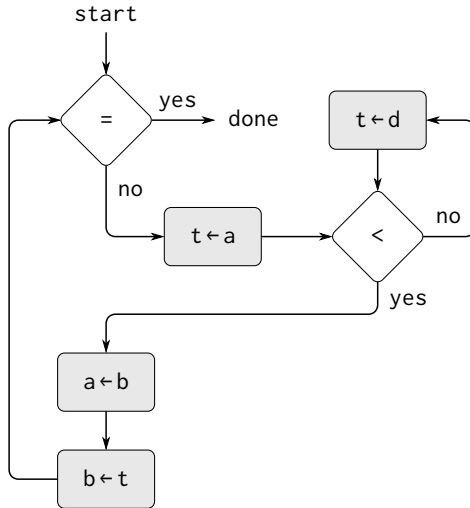 start
=
yes
done
t←d
no
t←a
<
no
yes
a←b
b←t